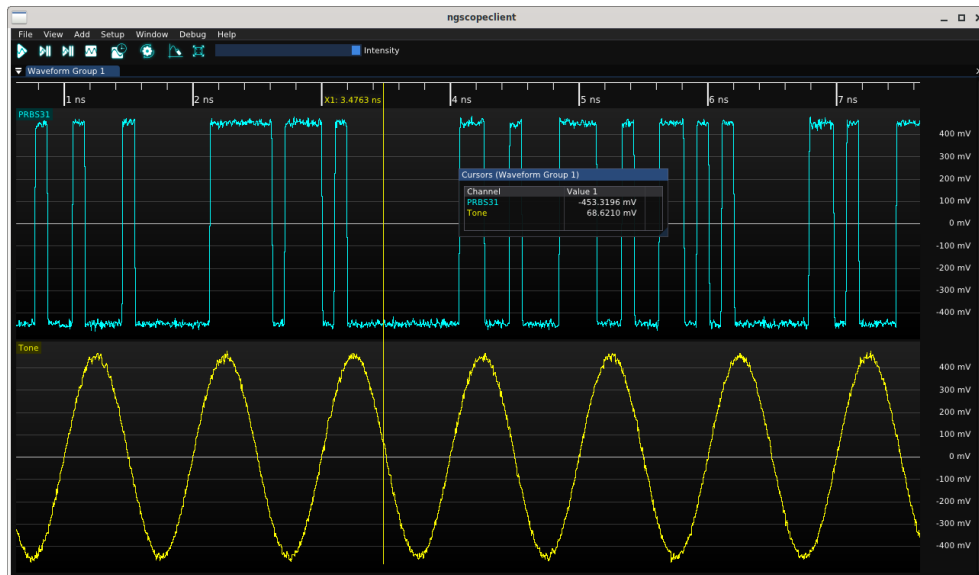 ngscopeclient
File View Add Setup Window Debug Help
Intensity
Waveform Group 1
1 ns 2 ns X1: 3.4763 ns 4 ns 5 ns 6 ns 7 ns
PRBS31
400 mV
300 mV
200 mV
100 mV
0 mV
-100 mV
-200 mV
-300 mV
-400 mV
Cursors (Waveform Group 1)
Channel Value 1
PRBS31 -453.3196 mV
Tone 68.6210 mV
Tone
400 mV
300 mV
200 mV
100 mV
0 mV
-100 mV
-200 mV
-300 mV
-400 mV